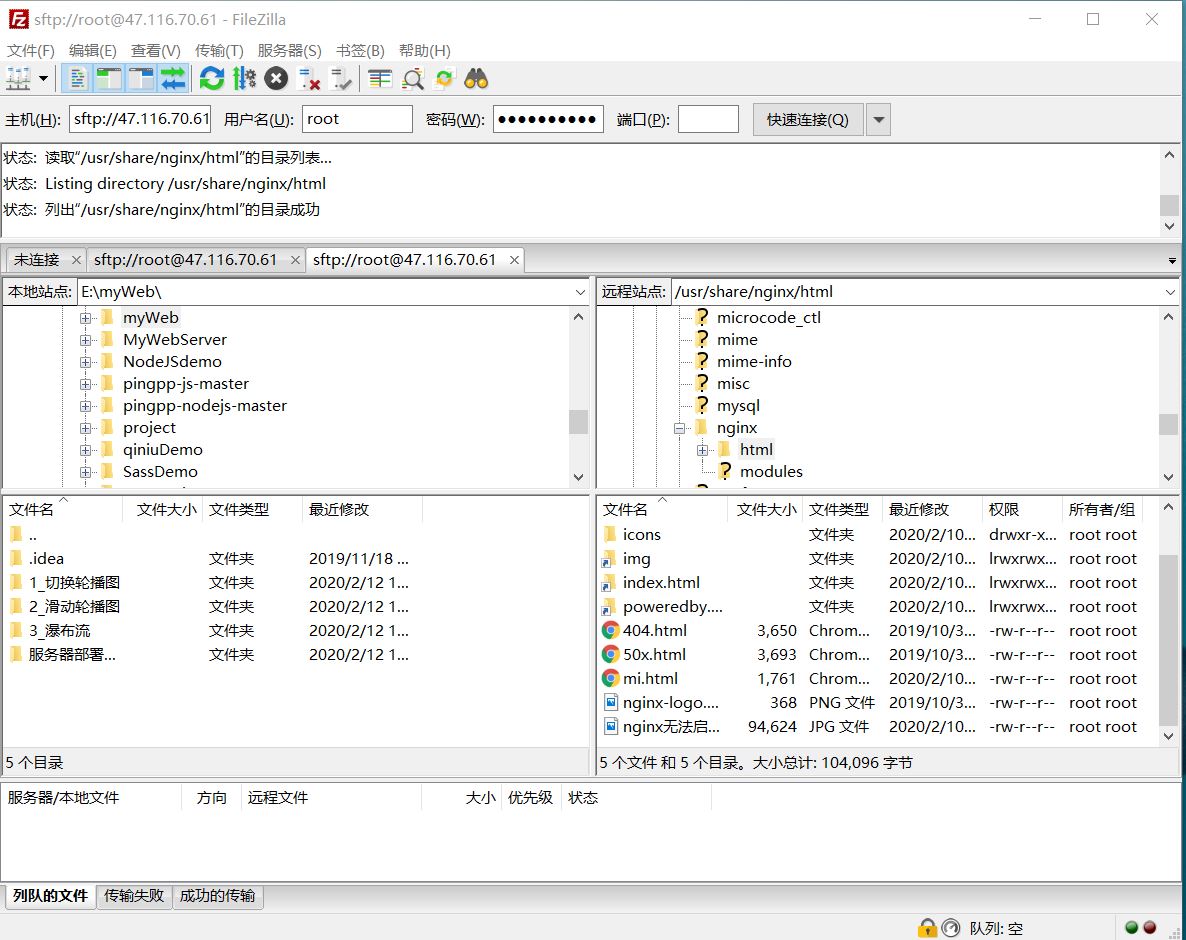 sftp://root@47.116.70.61 - FileZilla
文件(F) 编辑(E) 查看(V) 传输(T) 服务器(S) 书签(B) 帮助(H)
主机(H): sftp://47.116.70.61 用户名(U): root 密码(W): ●●●●●●●●●● 端口(P): 快速连接(Q)
状态: 读取“/usr/share/nginx/html”的目录列表...
状态: Listing directory /usr/share/nginx/html
状态: 列出“/usr/share/nginx/html”的目录成功
未连接 sftp://root@47.116.70.61 sftp://root@47.116.70.61
本地站点: E:\myWeb\
myWeb
MyWebServer
NodeJSdemo
pingpp-js-master
pingpp-nodejs-master
project
qiniuDemo
SassDemo
文件名 文件大小 文件类型 最近修改
..
.idea 文件夹 2019/11/18 ...
1_切换轮播图 文件夹 2020/2/12 1...
2_滑动轮播图 文件夹 2020/2/12 1...
3_瀑布流 文件夹 2020/2/12 1...
服务器部署... 文件夹 2020/2/12 1...
5 个目录
远程站点: /usr/share/nginx/html
microcode_ctl
mime
mime-info
misc
mysql
nginx
html
modules
文件名 文件大小 文件类型 最近修改 权限 所有者/组
icons 文件夹 2020/2/10... drwxr-x... root root
img 文件夹 2020/2/10... lrwxrwx... root root
index.html 文件夹 2020/2/10... lrwxrwx... root root
poweredby.... 文件夹 2020/2/10... lrwxrwx... root root
404.html 3,650 Chrom... 2019/10/3... -rw-r--r-- root root
50x.html 3,693 Chrom... 2019/10/3... -rw-r--r-- root root
mi.html 1,761 Chrom... 2020/2/10... -rw-r--r-- root root
nginx-logo.... 368 PNG 文件 2019/10/3... -rw-r--r-- root root
nginx无法启... 94,624 JPG 文件 2020/2/10... -rw-r--r-- root root
5 个文件 和 5 个目录。大小总计: 104,096 字节
服务器/本地文件 方向 远程文件 大小 优先级 状态
列队的文件 传输失败 成功的传输
队列: 空